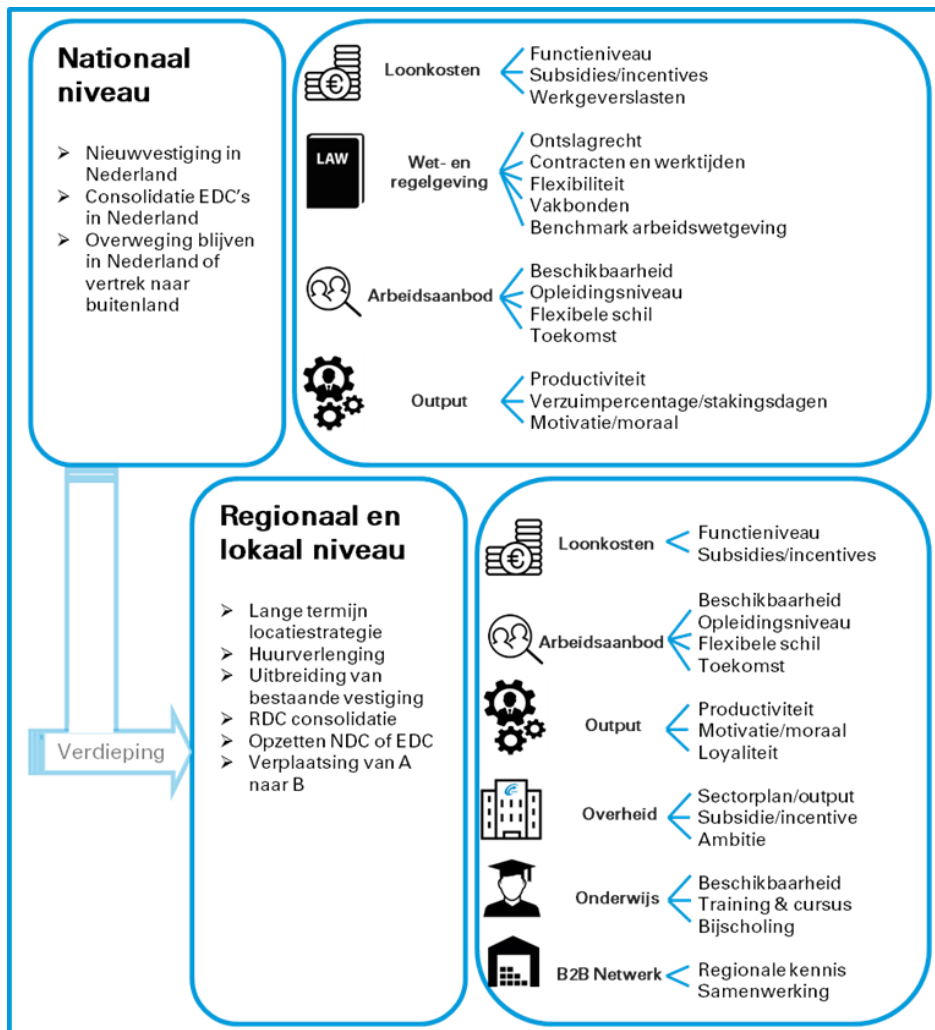 Nationaal
niveau
➤ Nieuwvestiging in
Nederland
➤ Consolidatie EDC's
in Nederland
➤ Overweging blijven
in Nederland of
vertrek naar
buitenland
Loonkosten
Functieniveau
Subsidies/incentives
Werkgeverslasten
LAW
Wet- en
regelgeving
Ontslagrecht
Contracten en werktijden
Flexibiliteit
Vakbonden
Benchmark arbeidswetgeving
Arbeidsaanbod
Beschikbaarheid
Opleidingsniveau
Flexibele schil
Toekomst
Output
Productiviteit
Verzuimpercentage/stakingsdagen
Motivatie/moraal
Verdieping
Regionaal en
lokaal niveau
➤ Lange termijn
locatiestrategie
➤ Huurverlenging
➤ Uitbreiding van
bestaande vestiging
➤ RDC consolidatie
➤ Opzetten NDC of EDC
➤ Verplaatsing van A
naar B
Loonkosten
Functieniveau
Subsidies/incentives
Arbeidsaanbod
Beschikbaarheid
Opleidingsniveau
Flexibele schil
Toekomst
Output
Productiviteit
Motivatie/moraal
Loyaliteit
Overheid
Sectorplan/output
Subsidie/incentive
Ambitie
Onderwijs
Beschikbaarheid
Training & cursus
Bijscholing
B2B Netwerk
Regionale kennis
Samenwerking